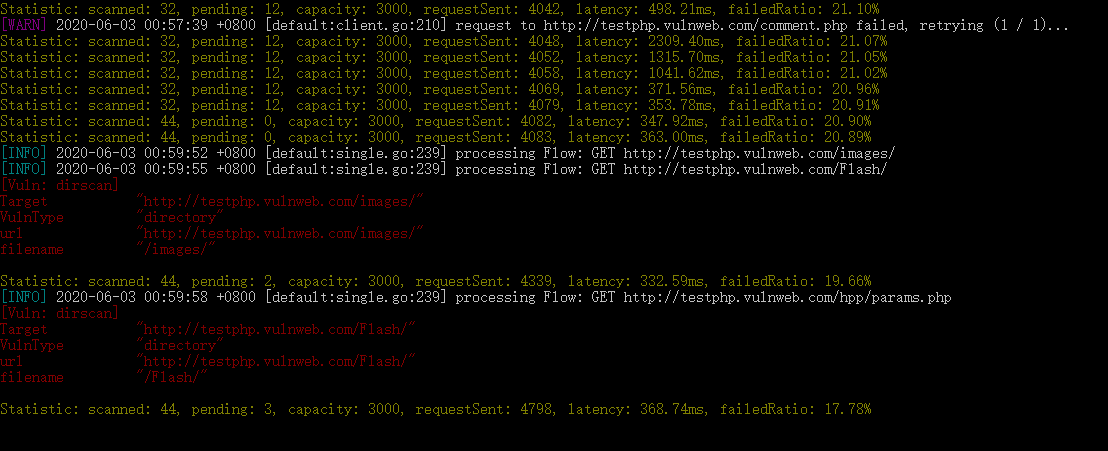 Statistic: scanned: 32, pending: 12, capacity: 3000, requestSent: 4042, latency: 498.21ms, failedRatio: 21.10%
[WARN] 2020-06-03 00:57:39 +0800 [default:client.go:210] request to http://testphp.vulnweb.com/comment.php failed, retrying (1 / 1)...
Statistic: scanned: 32, pending: 12, capacity: 3000, requestSent: 4048, latency: 2309.40ms, failedRatio: 21.07%
Statistic: scanned: 32, pending: 12, capacity: 3000, requestSent: 4052, latency: 1315.70ms, failedRatio: 21.05%
Statistic: scanned: 32, pending: 12, capacity: 3000, requestSent: 4058, latency: 1041.62ms, failedRatio: 21.02%
Statistic: scanned: 32, pending: 12, capacity: 3000, requestSent: 4069, latency: 371.56ms, failedRatio: 20.96%
Statistic: scanned: 32, pending: 12, capacity: 3000, requestSent: 4079, latency: 353.78ms, failedRatio: 20.91%
Statistic: scanned: 44, pending: 0, capacity: 3000, requestSent: 4082, latency: 347.92ms, failedRatio: 20.90%
Statistic: scanned: 44, pending: 0, capacity: 3000, requestSent: 4083, latency: 363.00ms, failedRatio: 20.89%
[INFO] 2020-06-03 00:59:52 +0800 [default:single.go:239] processing Flow: GET http://testphp.vulnweb.com/images/
[INFO] 2020-06-03 00:59:55 +0800 [default:single.go:239] processing Flow: GET http://testphp.vulnweb.com/Flash/
[Vuln: dirscan]
Target "http://testphp.vulnweb.com/images/"
VulnType "directory"
url "http://testphp.vulnweb.com/images/"
filename "/images/"
Statistic: scanned: 44, pending: 2, capacity: 3000, requestSent: 4339, latency: 332.59ms, failedRatio: 19.66%
[INFO] 2020-06-03 00:59:58 +0800 [default:single.go:239] processing Flow: GET http://testphp.vulnweb.com/hpp/params.php
[Vuln: dirscan]
Target "http://testphp.vulnweb.com/Flash/"
VulnType "directory"
url "http://testphp.vulnweb.com/Flash/"
filename "/Flash/"
Statistic: scanned: 44, pending: 3, capacity: 3000, requestSent: 4798, latency: 368.74ms, failedRatio: 17.78%